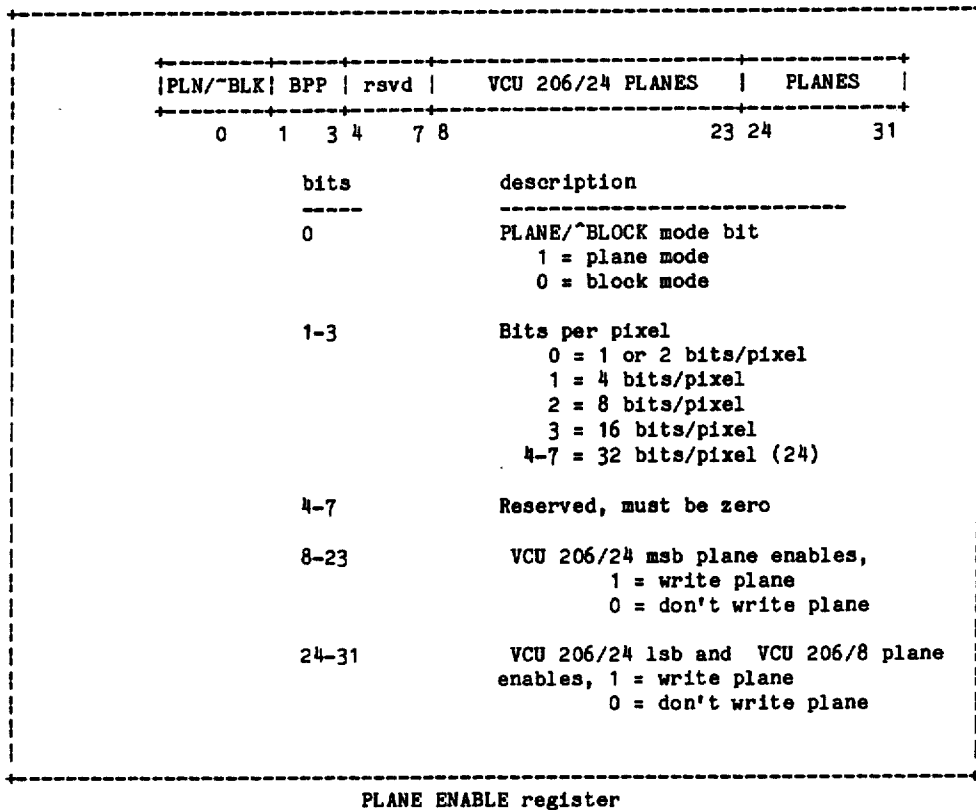 |PLN/~BLK| BPP | rsvd | VCU 206/24 PLANES | PLANES |
0 1 3 4 7 8 23 24 31
bits description
0 PLANE/^BLOCK mode bit
1 = plane mode
0 = block mode
1-3 Bits per pixel
0 = 1 or 2 bits/pixel
1 = 4 bits/pixel
2 = 8 bits/pixel
3 = 16 bits/pixel
4-7 = 32 bits/pixel (24)
4-7 Reserved, must be zero
8-23 VCU 206/24 msb plane enables,
1 = write plane
0 = don't write plane
24-31 VCU 206/24 lsb and VCU 206/8 plane
enables, 1 = write plane
0 = don't write plane
PLANE ENABLE register